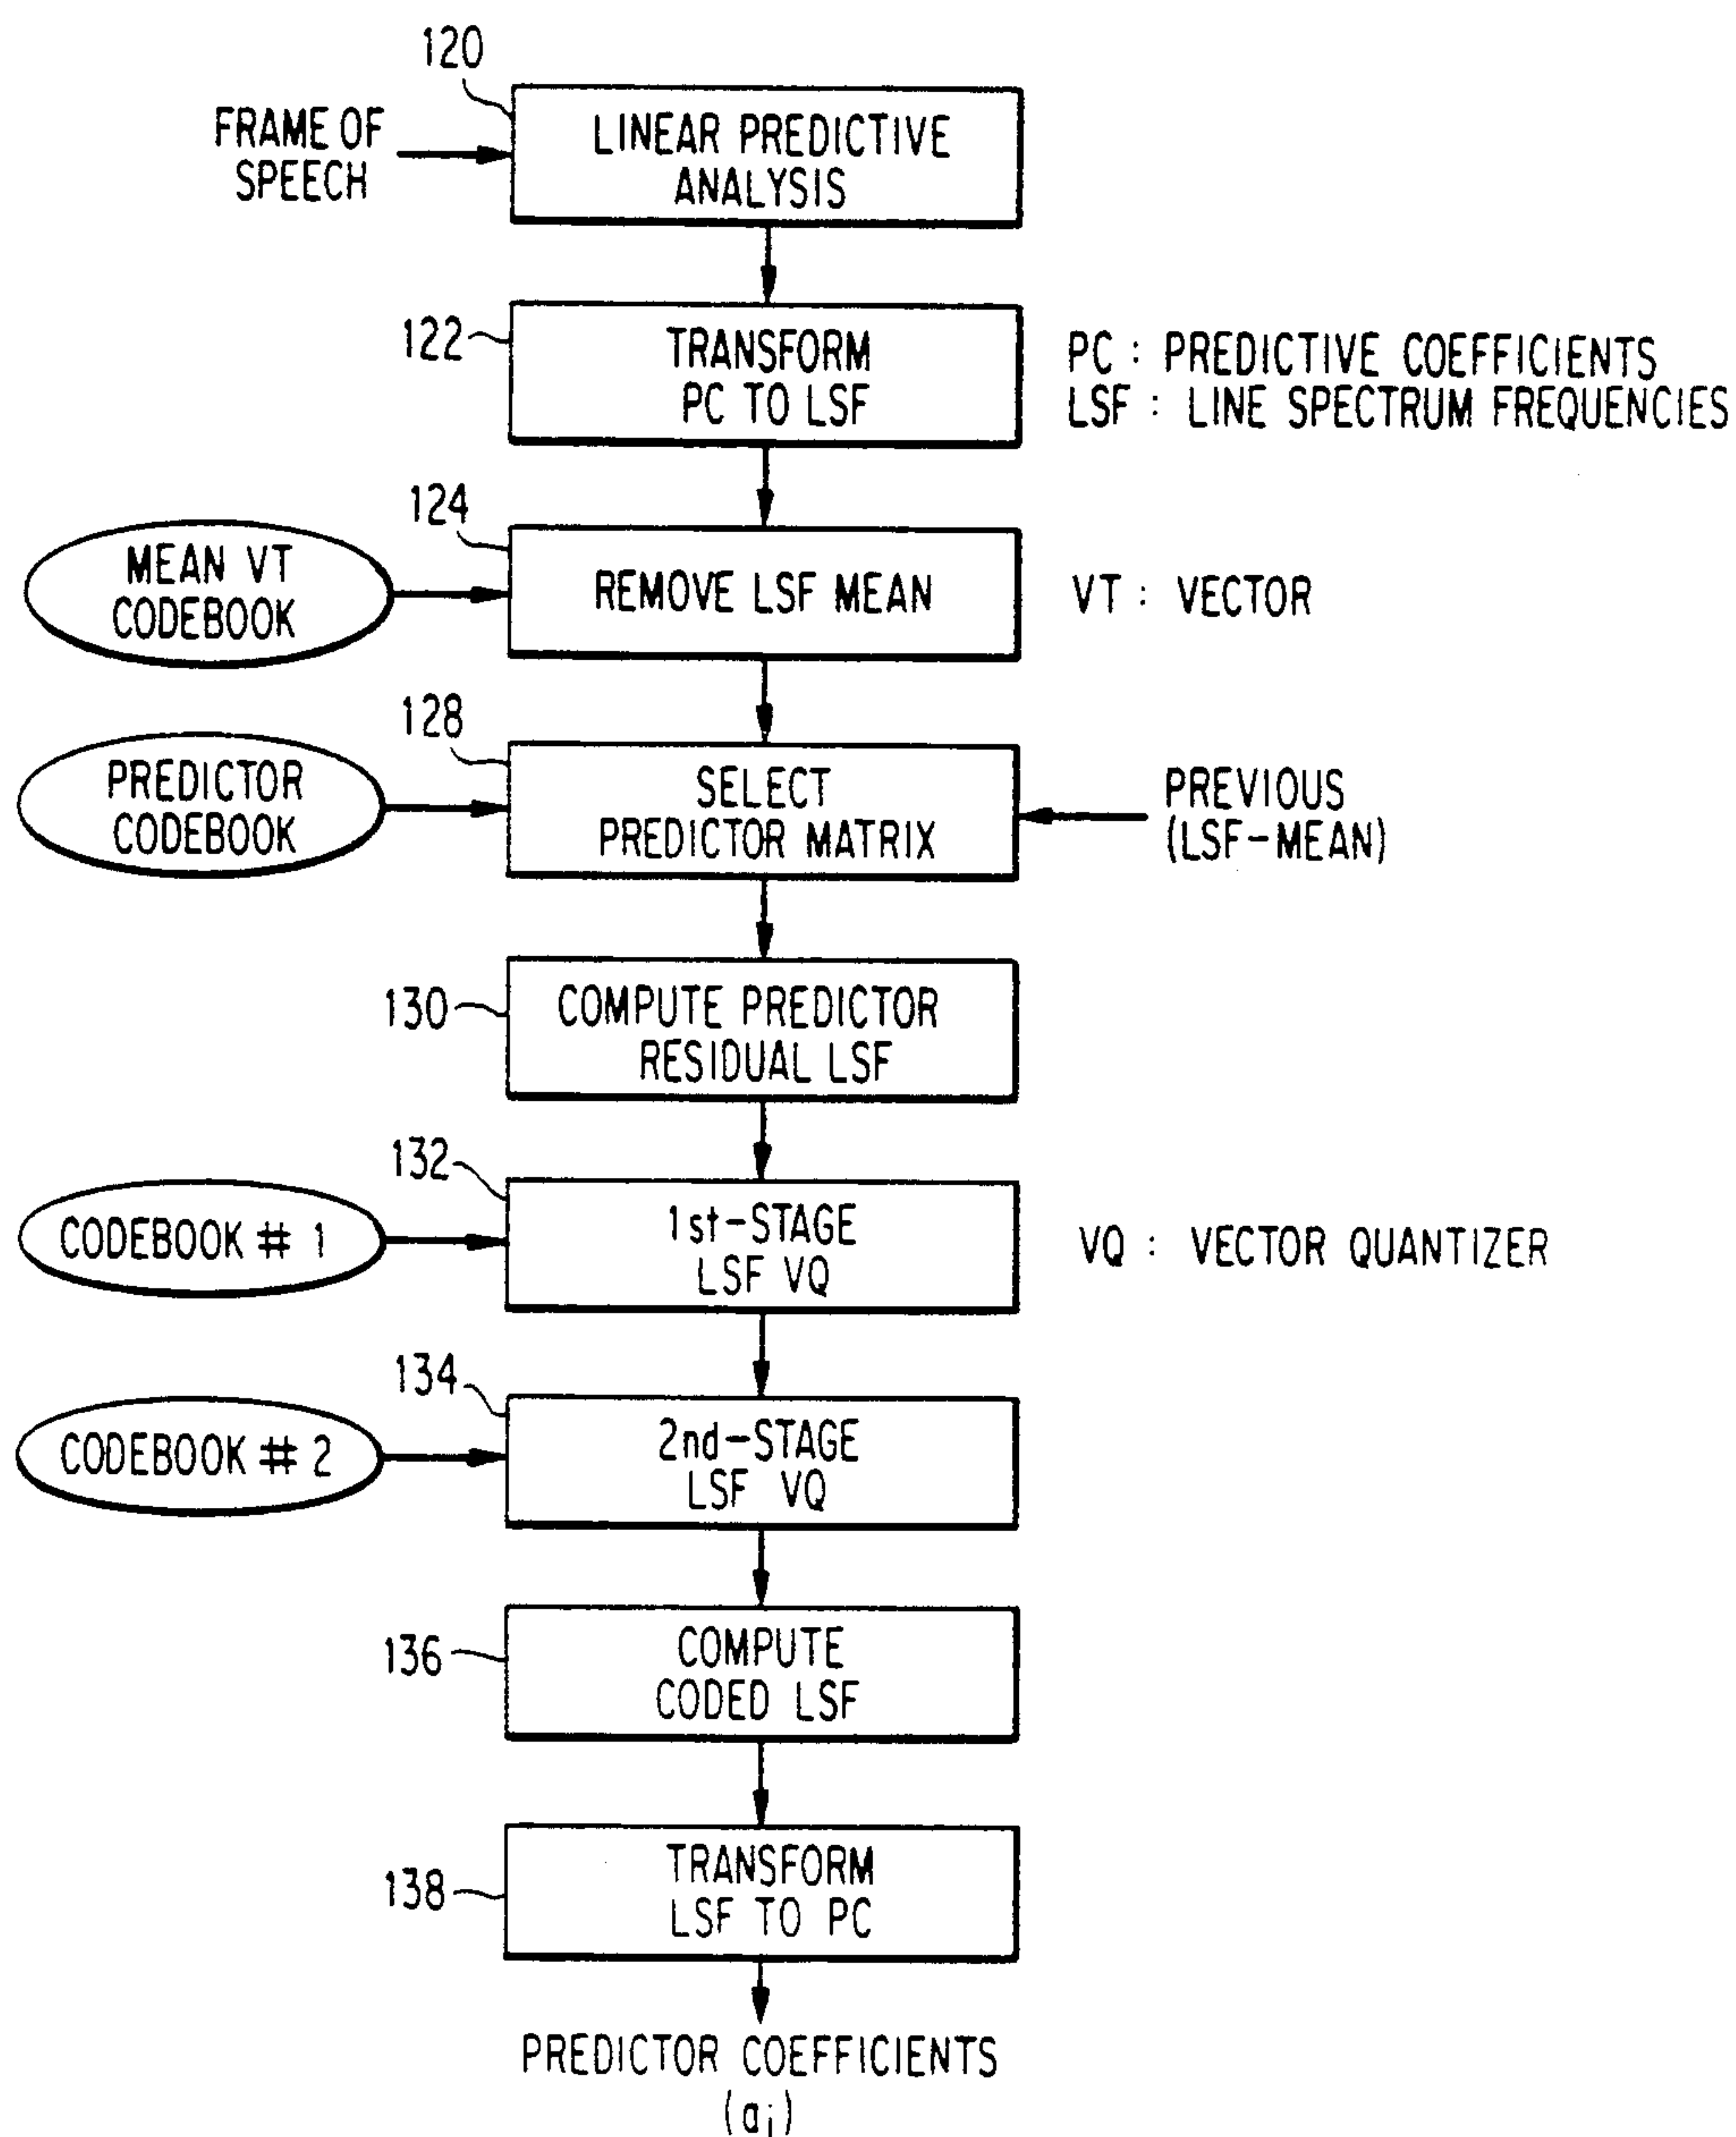 120
FRAME OF
SPEECH
LINEAR PREDICTIVE
ANALYSIS
122
TRANSFORM
PC TO LSF
PC : PREDICTIVE COEFFICIENTS
LSF : LINE SPECTRUM FREQUENCIES
124
MEAN VT
CODEBOOK
REMOVE LSF MEAN
VT : VECTOR
128
PREDICTOR
CODEBOOK
SELECT
PREDICTOR MATRIX
PREVIOUS
(LSF-MEAN)
130
COMPUTE PREDICTOR
RESIDUAL LSF
132
CODEBOOK # 1
1st-STAGE
LSF VQ
VQ : VECTOR QUANTIZER
134
CODEBOOK # 2
2nd-STAGE
LSF VQ
136
COMPUTE
CODED LSF
138
TRANSFORM
LSF TO PC
PREDICTOR COEFFICIENTS
(ai)